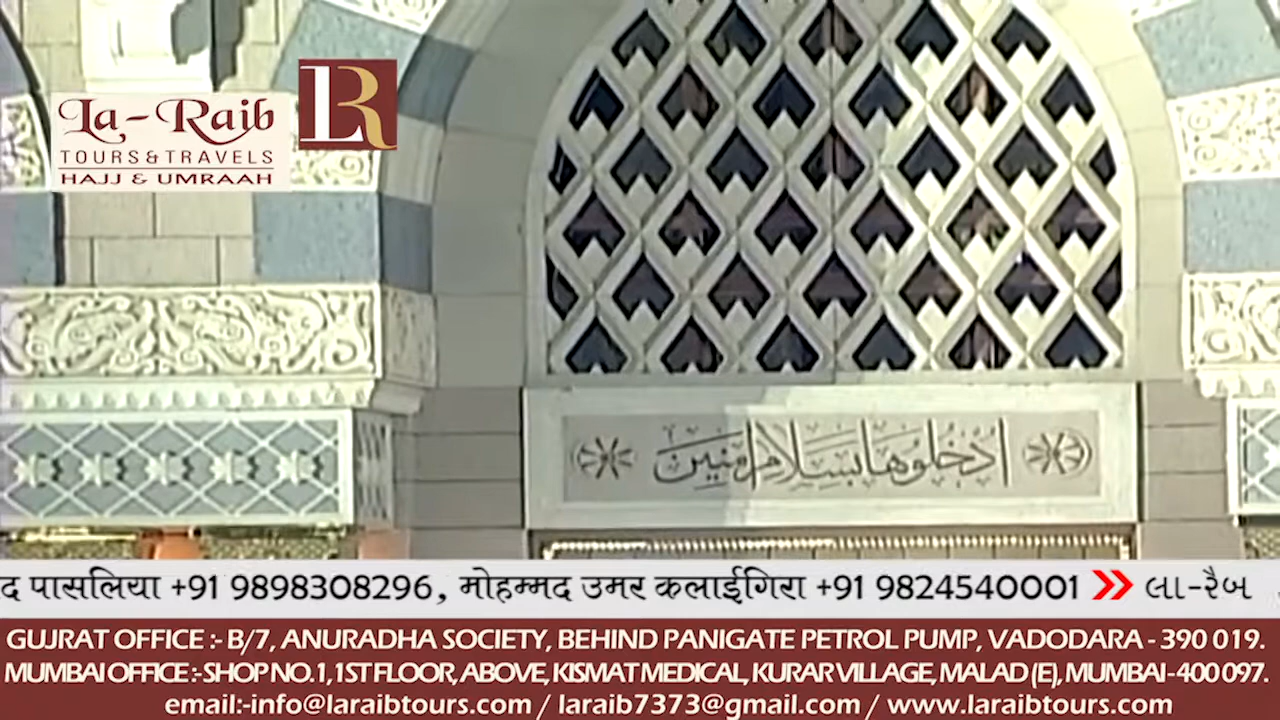 La-Raib
TOURS & TRAVELS
HAJJ & UMRAAH
LR
ادخلوها بسلام امنين
द पासलिया +91 9898308296, मोहम्मद उमर कलाईगिरा +91 9824540001 લા-રૈબ
GUJRAT OFFICE :- B/7, ANURADHA SOCIETY, BEHIND PANIGATE PETROL PUMP, VADODARA - 390 019.
MUMBAI OFFICE :- SHOP NO. 1, 1ST FLOOR, ABOVE, KISMAT MEDICAL, KURAR VILLAGE, MALAD (E), MUMBAI - 400 097.
email:-info@laraibtours.com / laraib7373@gmail.com / www.laraibtours.com